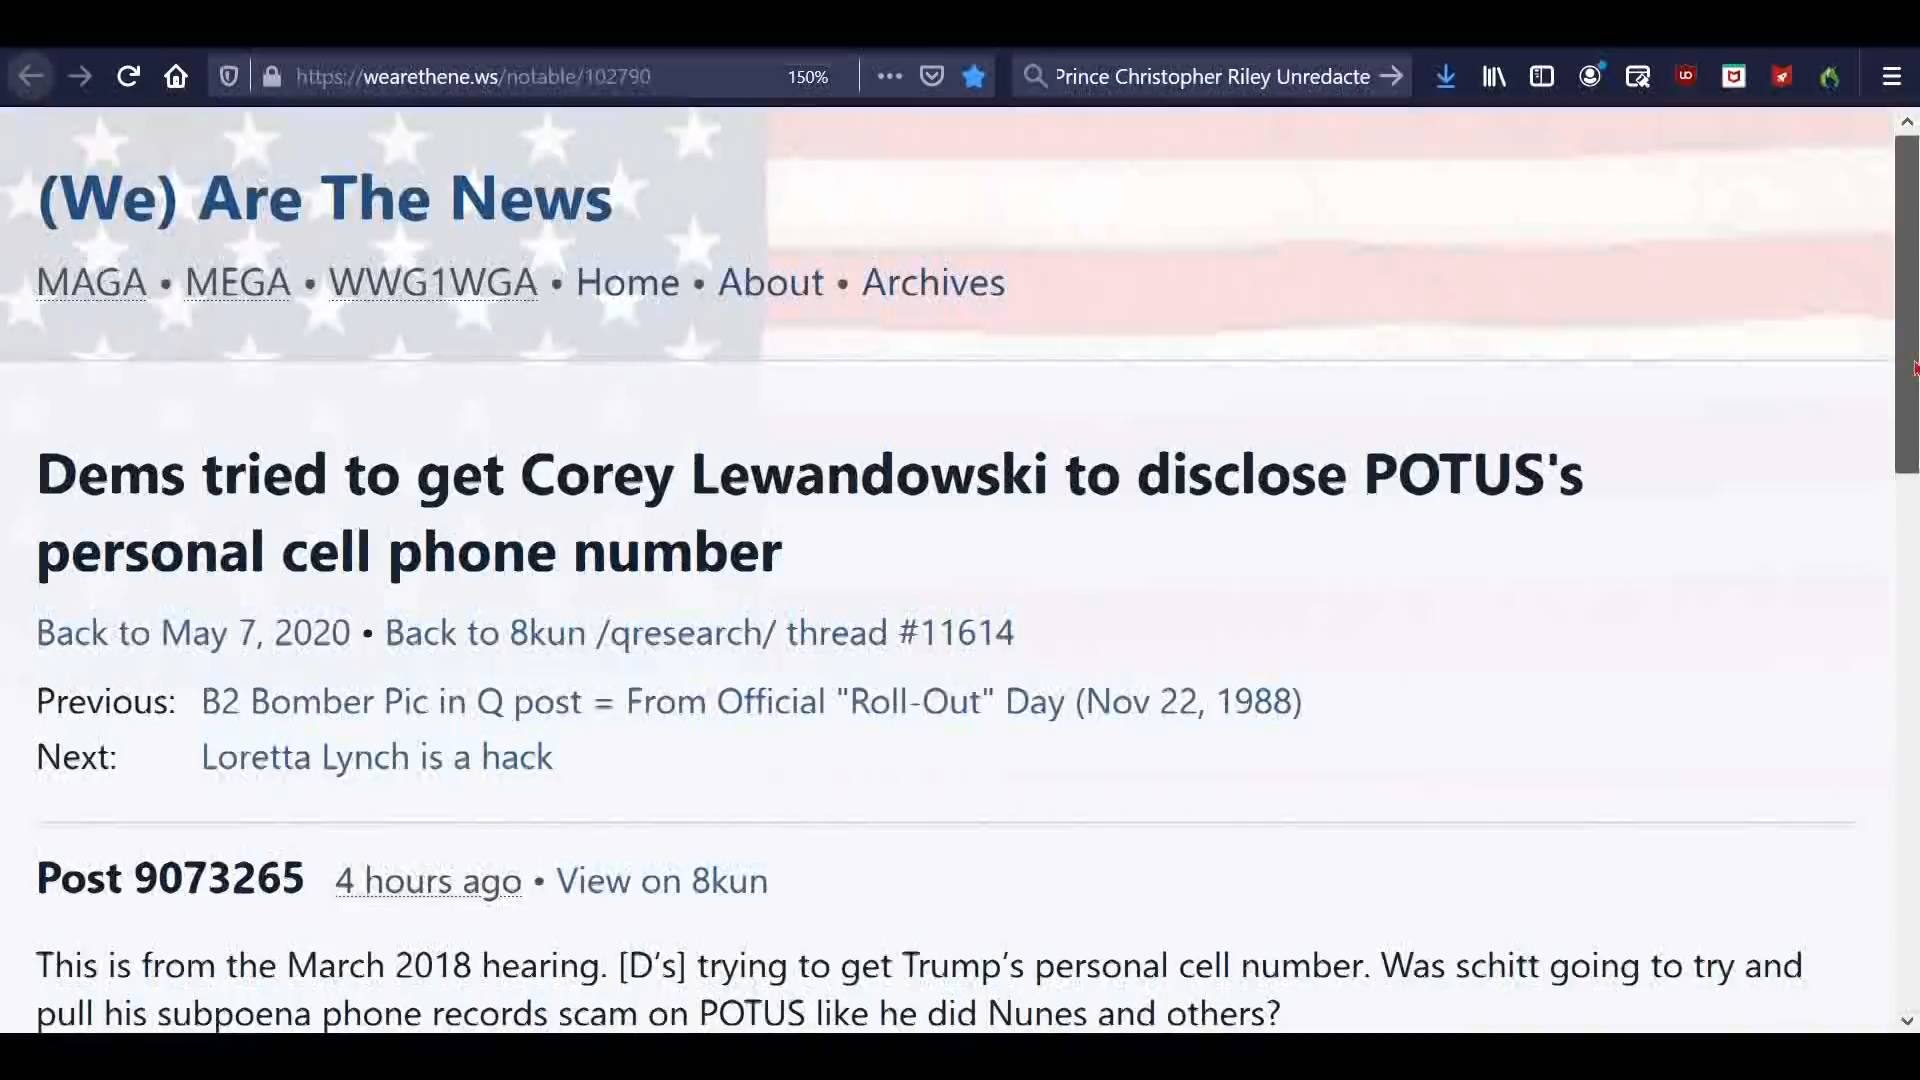 https://wearethene.ws/notable/102790
150%
Prince Christopher Riley Unredacte
(We) Are The News
MAGA • MEGA • WWG1WGA • Home • About • Archives
Dems tried to get Corey Lewandowski to disclose POTUS's
personal cell phone number
Back to May 7, 2020 • Back to 8kun /qresearch/ thread #11614
Previous: B2 Bomber Pic in Q post = From Official "Roll-Out" Day (Nov 22, 1988)
Next: Loretta Lynch is a hack
Post 9073265 4 hours ago • View on 8kun
This is from the March 2018 hearing. [D’s] trying to get Trump’s personal cell number. Was schitt going to try and
pull his subpoena phone records scam on POTUS like he did Nunes and others?